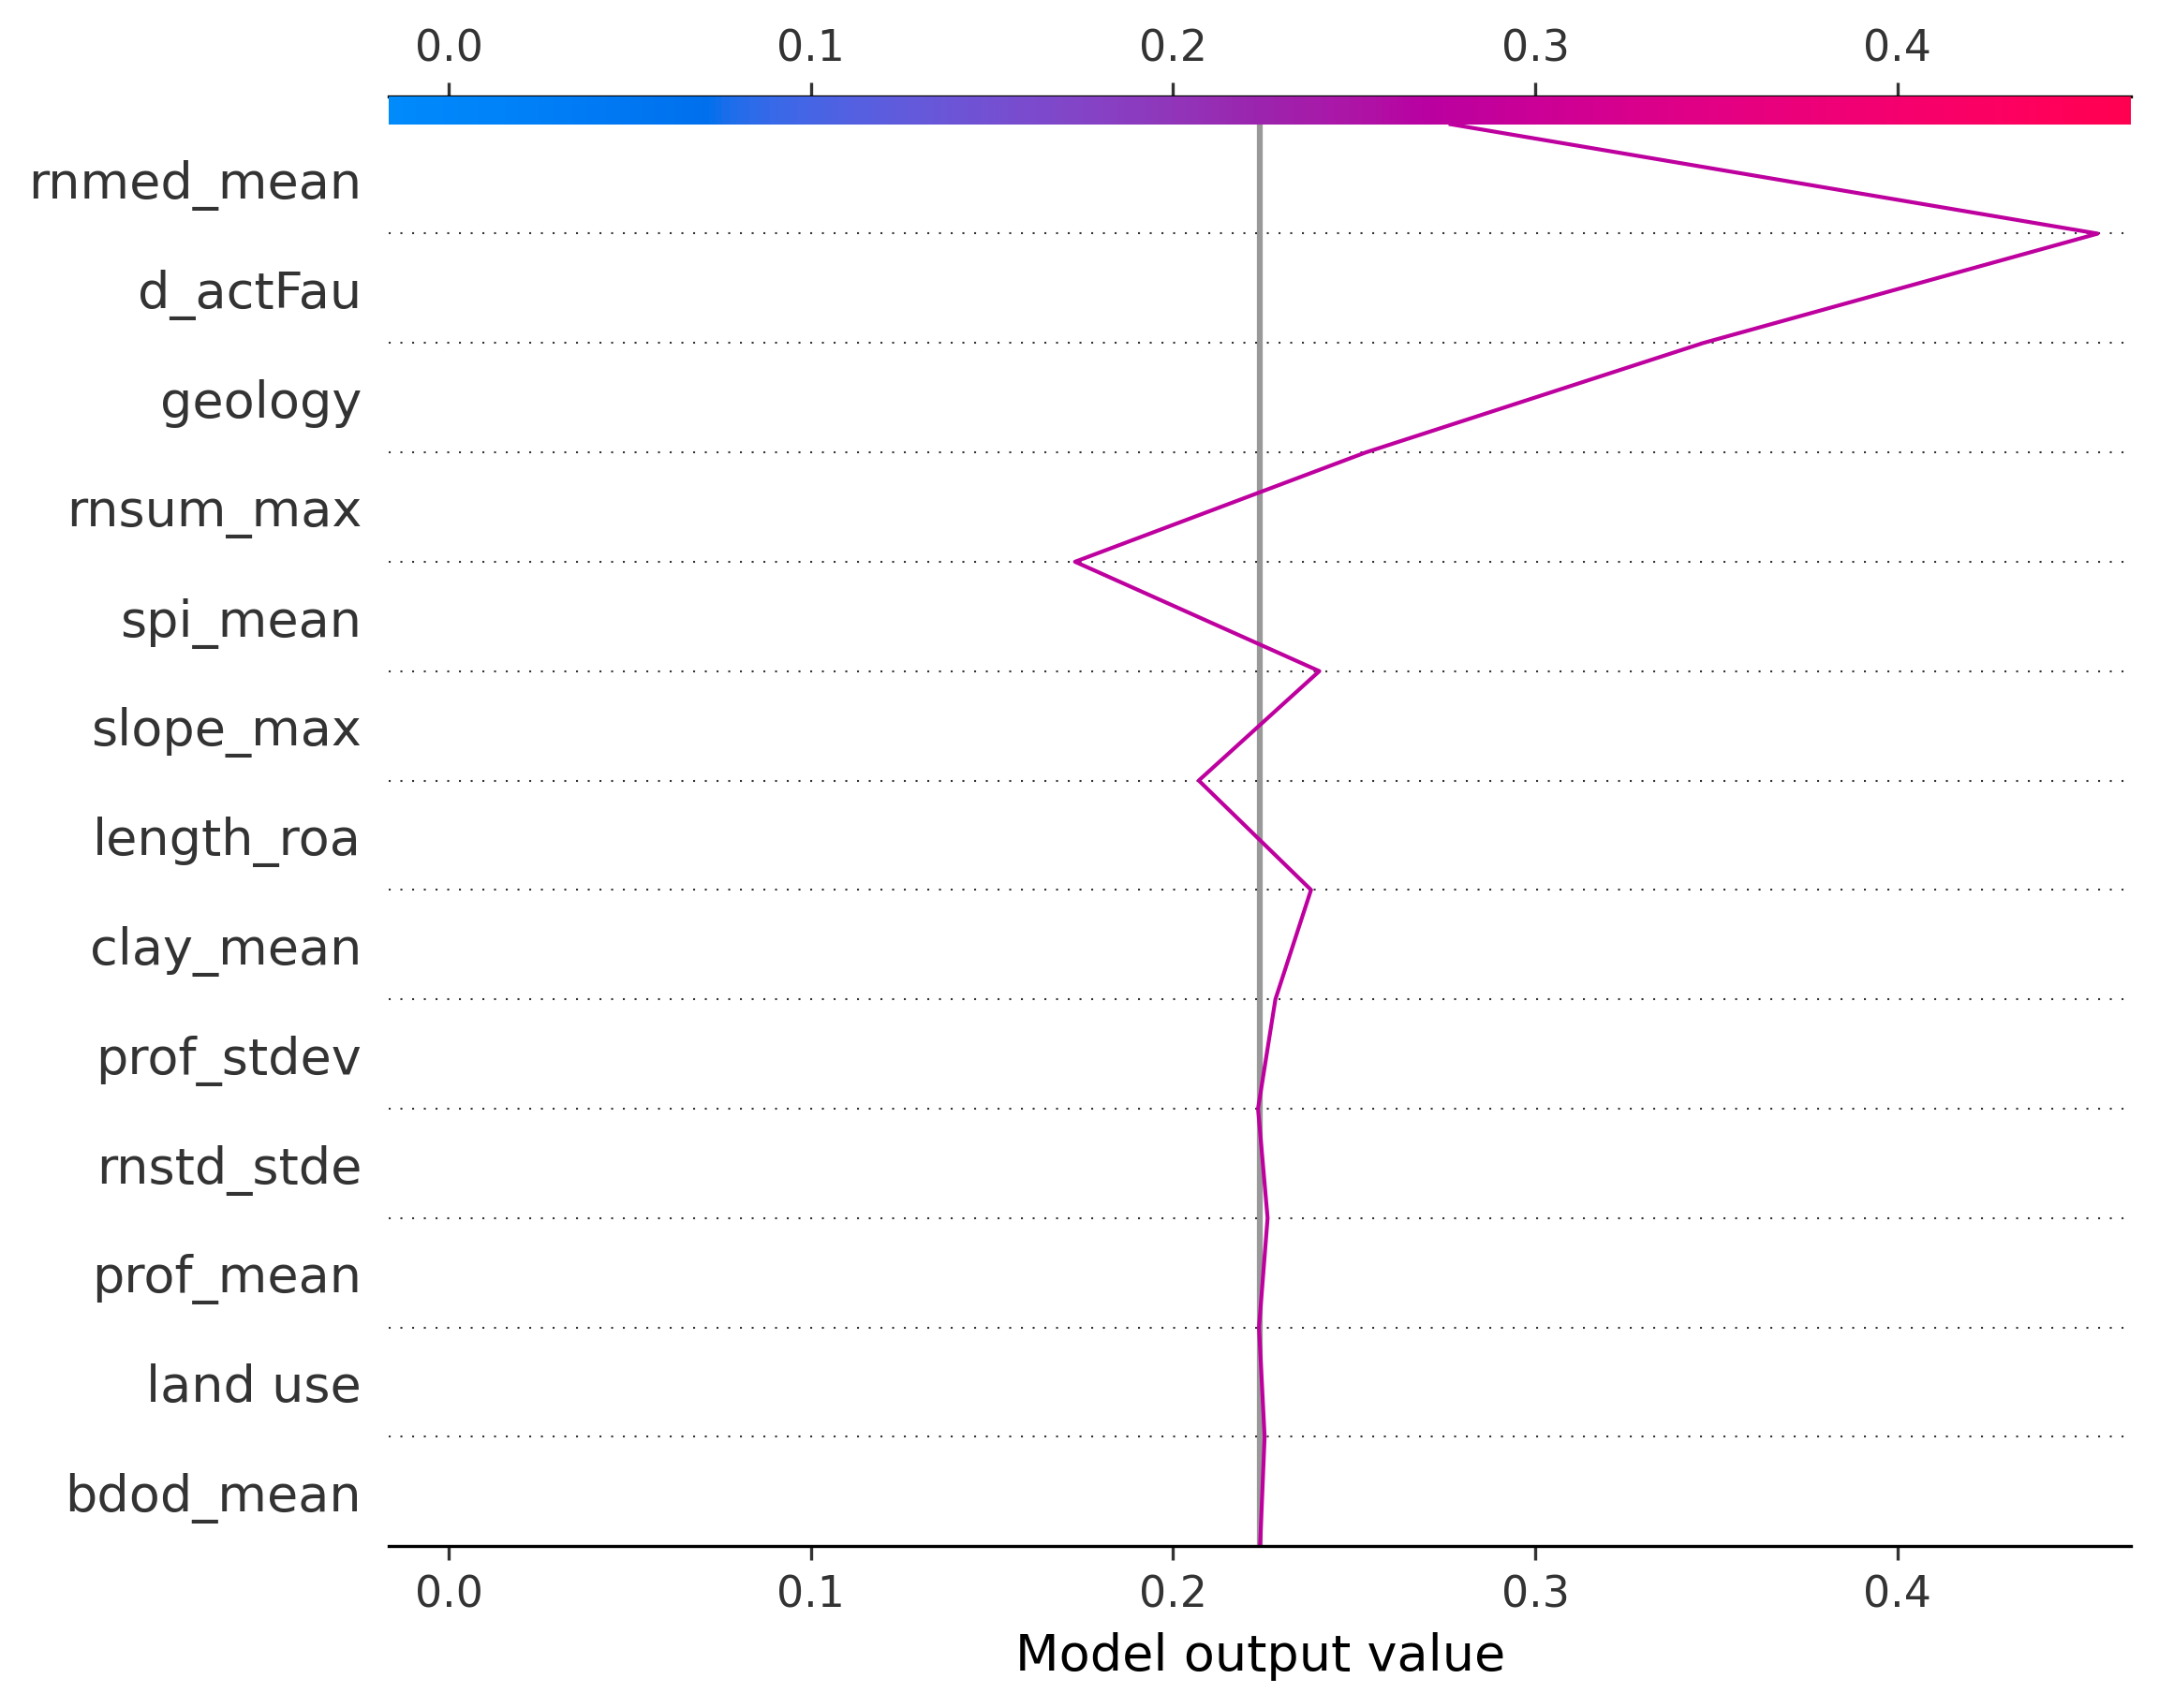 0.0 0.1 0.2 0.3 0.4
rnmed_mean
d_actFau
geology
rnsum_max
spi_mean
slope_max
length_roa
clay_mean
prof_stdev
rnstd_stde
prof_mean
land use
bdod_mean
0.0 0.1 0.2 0.3 0.4
Model output value